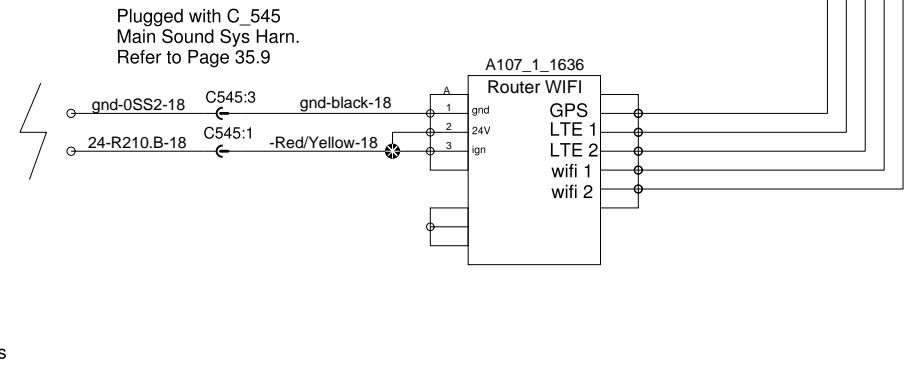 Plugged with C_545
Main Sound Sys Harn.
Refer to Page 35.9
A107_1_1636
Router WIFI
A
gnd-0SS2-18 C545:3 gnd-black-18 1 gnd GPS
2 24V LTE 1
24-R210.B-18 C545:1 -Red/Yellow-18 3 ign LTE 2
wifi 1
wifi 2
s